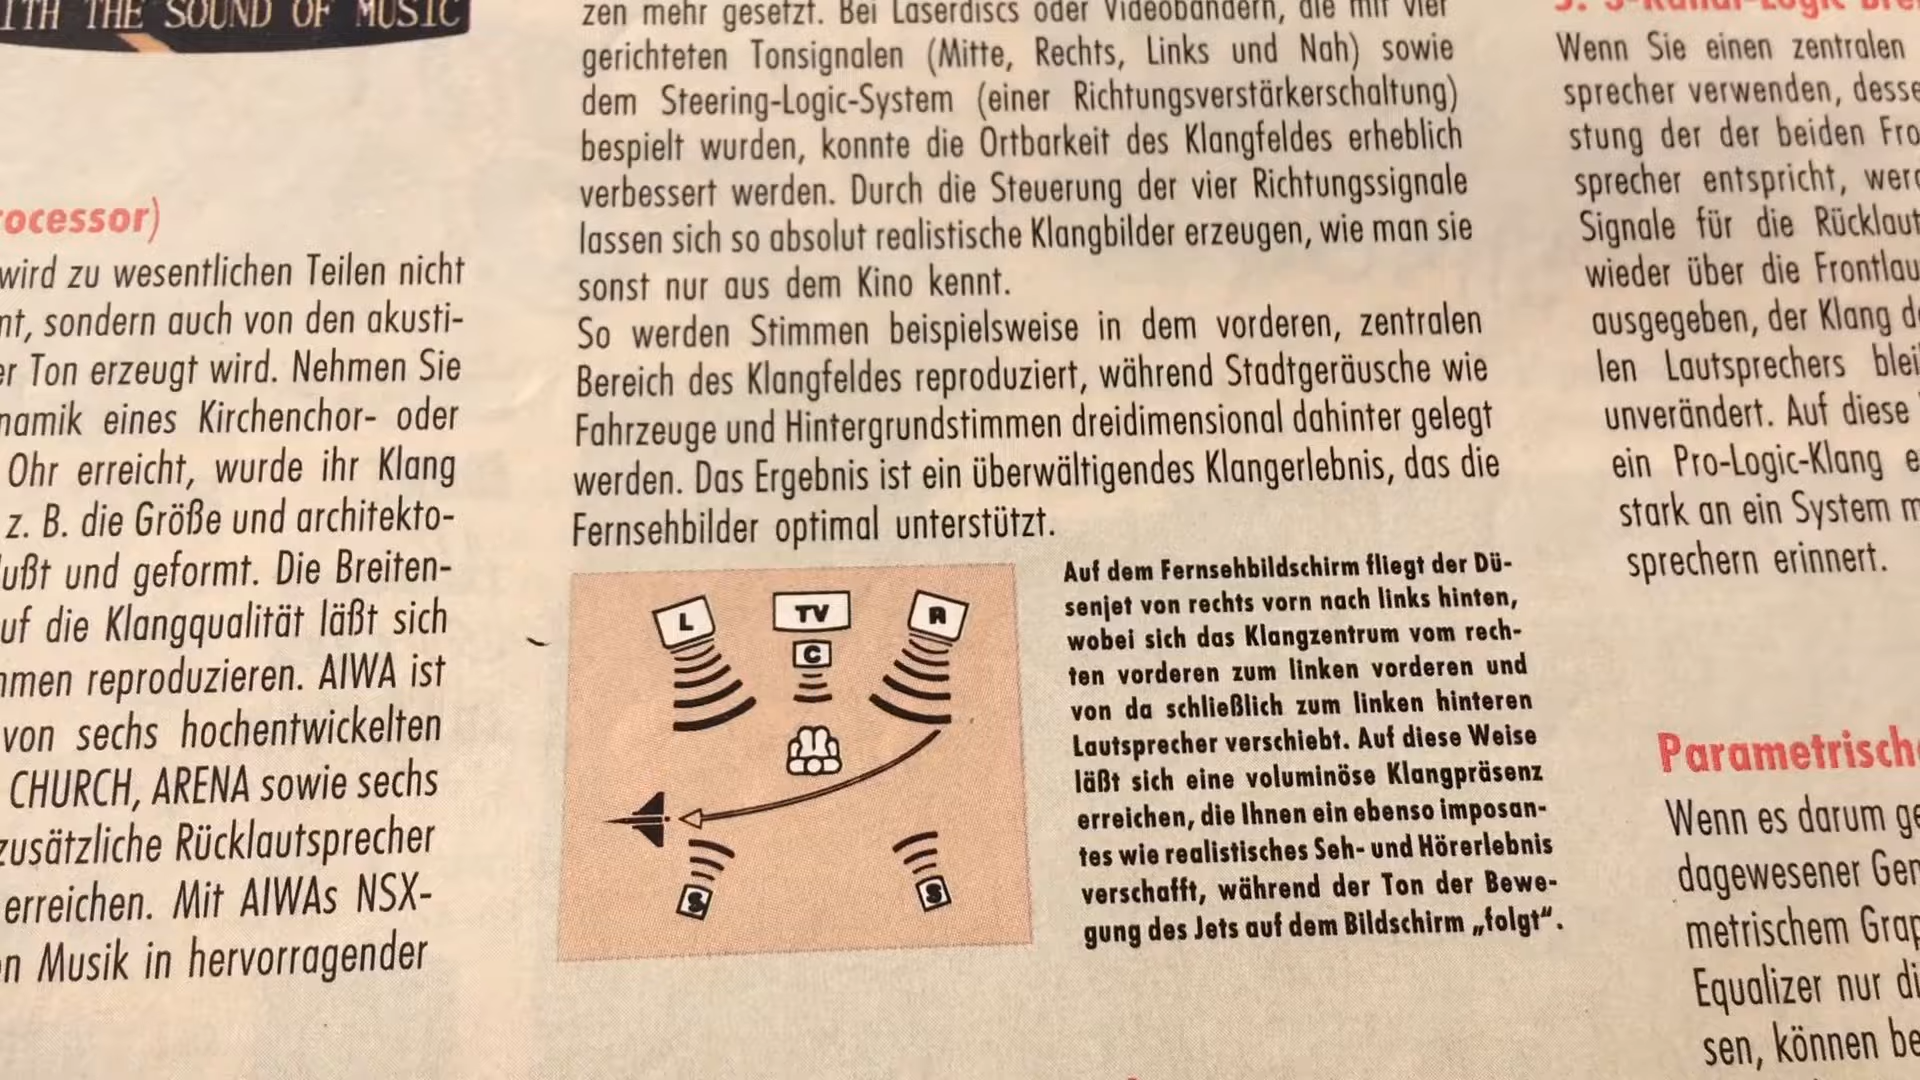 ITH THE SOUND OF MUSIC
rocessor)
wird zu wesentlichen Teilen nicht
nt, sondern auch von den akusti-
er Ton erzeugt wird. Nehmen Sie
namik eines Kirchenchor- oder
Ohr erreicht, wurde ihr Klang
z. B. die Größe und architekto-
lußt und geformt. Die Breiten-
uf die Klangqualität läßt sich
mmen reproduzieren. AIWA ist
von sechs hochentwickelten
CHURCH, ARENA sowie sechs
zusätzliche Rücklautsprecher
erreichen. Mit AIWAs NSX-
n Musik in hervorragender
zen mehr gesetzt. Bei Laserdiscs oder Videobändern, die mit vier
gerichteten Tonsignalen (Mitte, Rechts, Links und Nah) sowie
dem Steering-Logic-System (einer Richtungsverstärkerschaltung)
bespielt wurden, konnte die Ortbarkeit des Klangfeldes erheblich
verbessert werden. Durch die Steuerung der vier Richtungssignale
lassen sich so absolut realistische Klangbilder erzeugen, wie man sie
sonst nur aus dem Kino kennt.
So werden Stimmen beispielsweise in dem vorderen, zentralen
Bereich des Klangfeldes reproduziert, während Stadtgeräusche wie
Fahrzeuge und Hintergrundstimmen dreidimensional dahinter gelegt
werden. Das Ergebnis ist ein überwältigendes Klangerlebnis, das die
Fernsehbilder optimal unterstützt.
L
TV
R
C
S
S
Auf dem Fernsehbildschirm fliegt der Dü-
senjet von rechts vorn nach links hinten,
wobei sich das Klangzentrum vom rech-
ten vorderen zum linken vorderen und
von da schließlich zum linken hinteren
Lautsprecher verschiebt. Auf diese Weise
läßt sich eine voluminöse Klangpräsenz
erreichen, die Ihnen ein ebenso imposan-
tes wie realistisches Seh- und Hörerlebnis
verschafft, während der Ton der Bewe-
gung des Jets auf dem Bildschirm „folgt“.
3-Kanal-Logic
Wenn Sie einen zentralen
sprecher verwenden, desse
stung der der beiden Fro
sprecher entspricht, werd
Signale für die Rücklaut
wieder über die Frontlau
ausgegeben, der Klang de
len Lautsprechers blei
unverändert. Auf diese
ein Pro-Logic-Klang e
stark an ein System m
sprechern erinnert.
Parametrisch
Wenn es darum ge
dagewesener Gen
metrischem Grap
Equalizer nur di
sen, können be